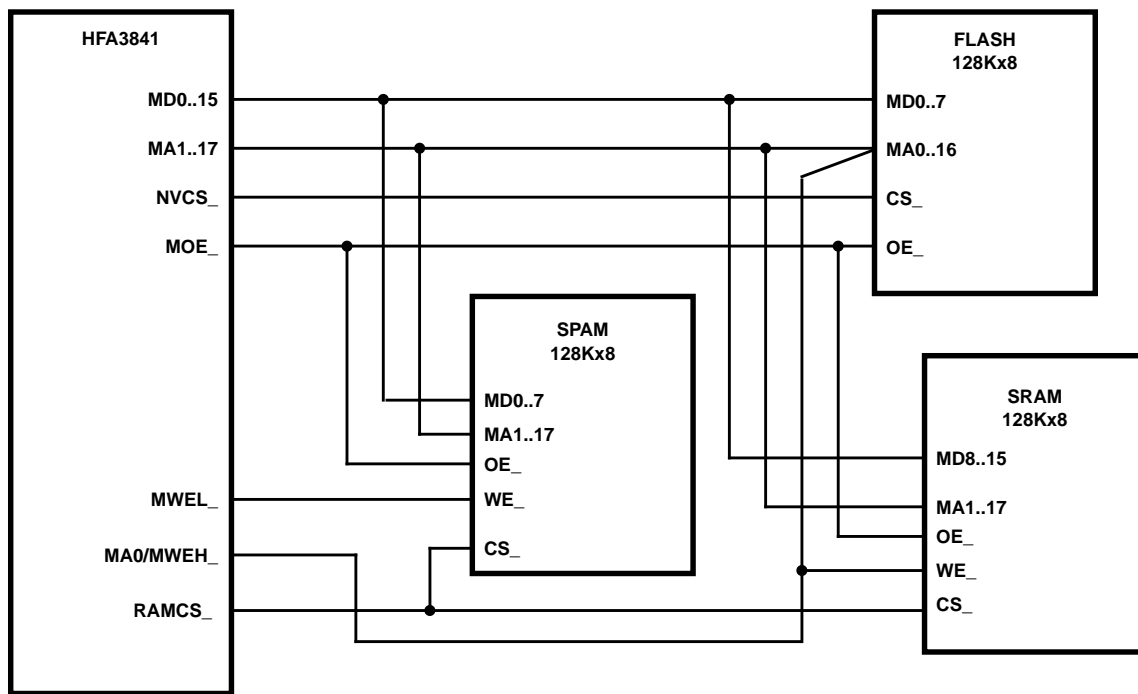 HFA3841
MD0..15
MA1..17
NVCS_
MOE_
MWEL_
MA0/MWEH_
RAMCS_
SPAM
128Kx8
MD0..7
MA1..17
OE_
WE_
CS_
FLASH
128Kx8
MD0..7
MA0..16
CS_
OE_
SRAM
128Kx8
MD8..15
MA1..17
OE_
WE_
CS_